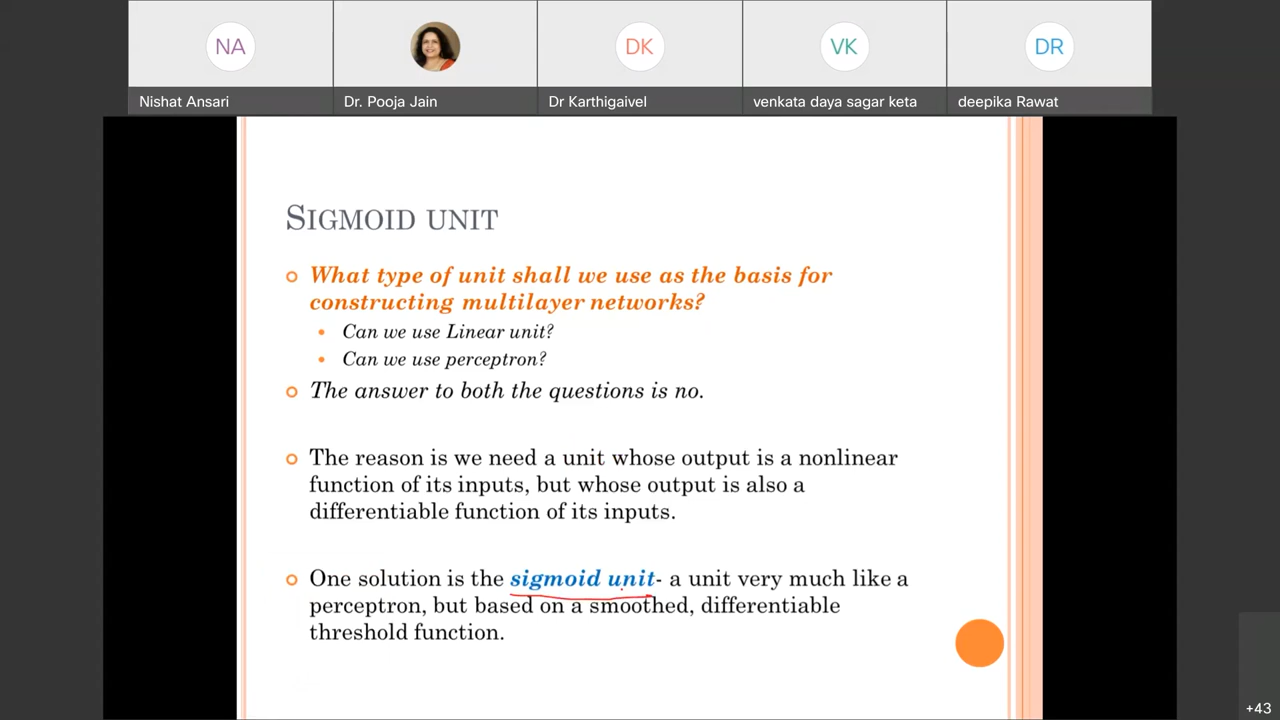 NA
DK
VK
DR
Nishat Ansari
Dr. Pooja Jain
Dr Karthigaivel
venkata daya sagar keta
deepika Rawat
SIGMOID UNIT
What type of unit shall we use as the basis for
constructing multilayer networks?
Can we use Linear unit?
Can we use perceptron?
The answer to both the questions is no.
The reason is we need a unit whose output is a nonlinear
function of its inputs, but whose output is also a
differentiable function of its inputs.
One solution is the sigmoid unit- a unit very much like a
perceptron, but based on a smoothed, differentiable
threshold function.
+43